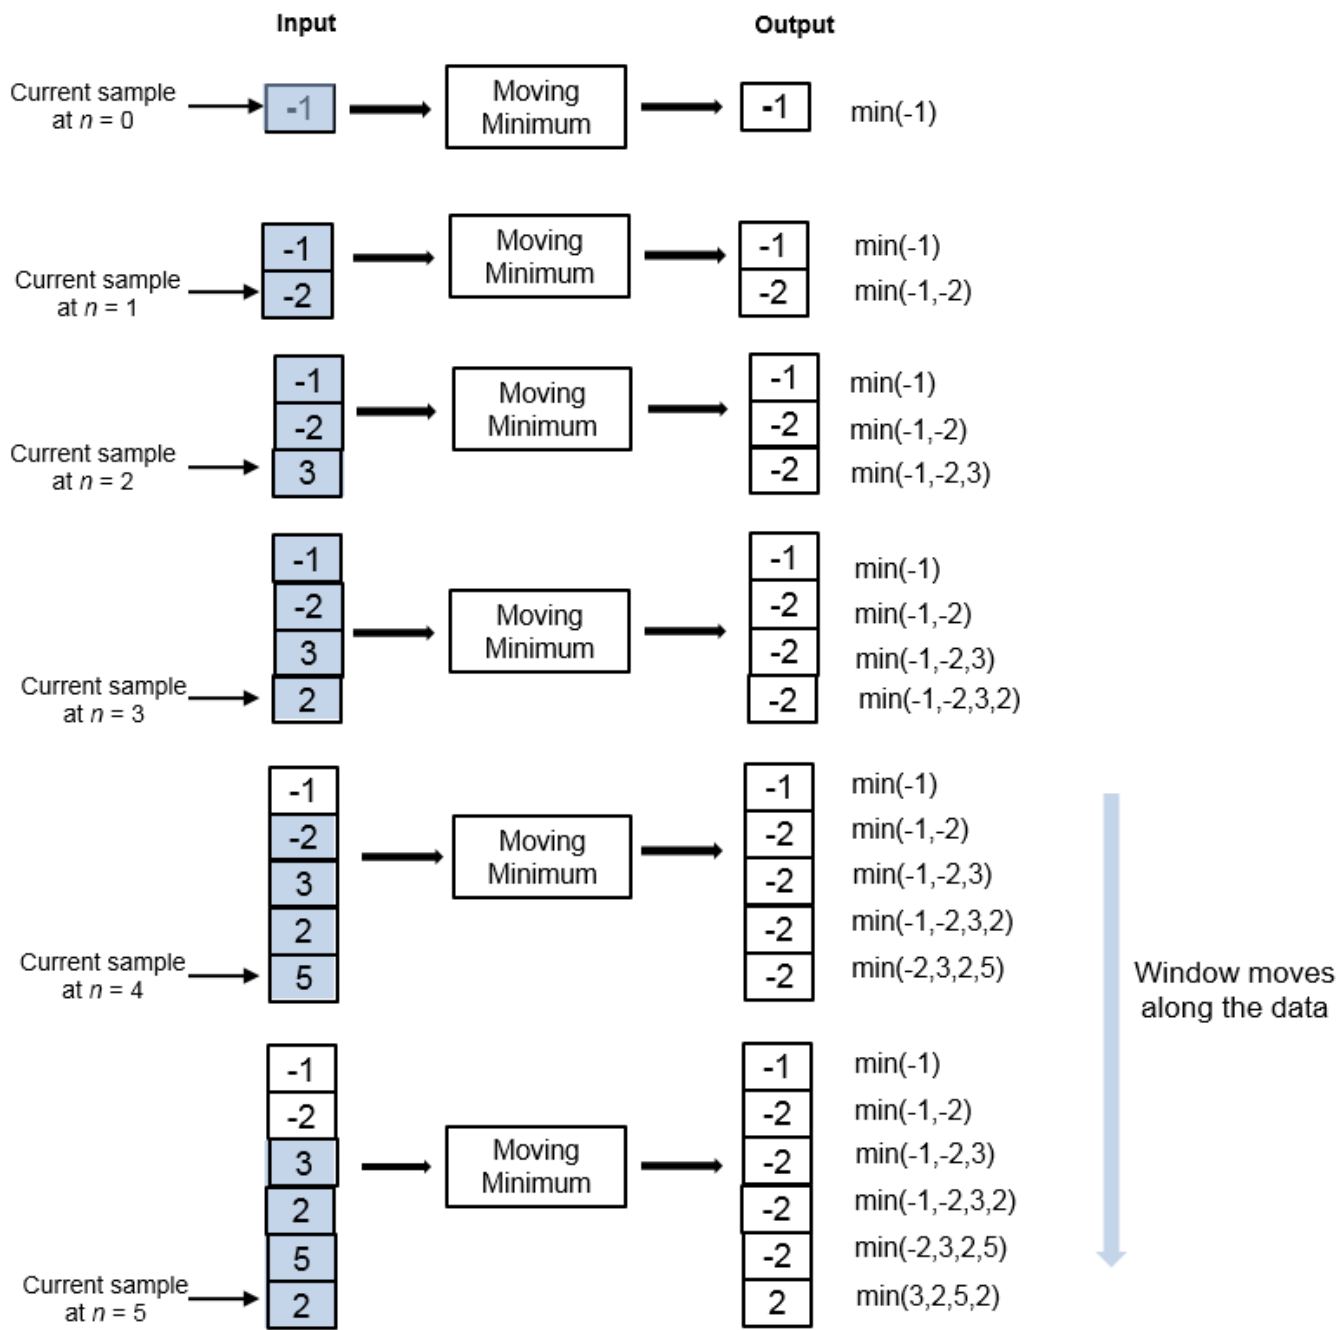 Input
Output
Current sample
at n = 0
-1
Moving
Minimum
-1
min(-1)
Current sample
at n = 1
-1
-2
Moving
Minimum
-1
-2
min(-1)
min(-1,-2)
Current sample
at n = 2
-1
-2
3
Moving
Minimum
-1
-2
-2
min(-1)
min(-1,-2)
min(-1,-2,3)
Current sample
at n = 3
-1
-2
3
2
Moving
Minimum
-1
-2
-2
-2
min(-1)
min(-1,-2)
min(-1,-2,3)
min(-1,-2,3,2)
Current sample
at n = 4
-1
-2
3
2
5
Moving
Minimum
-1
-2
-2
-2
-2
min(-1)
min(-1,-2)
min(-1,-2,3)
min(-1,-2,3,2)
min(-2,3,2,5)
Window moves
along the data
Current sample
at n = 5
-1
-2
3
2
5
2
Moving
Minimum
-1
-2
-2
-2
-2
2
min(-1)
min(-1,-2)
min(-1,-2,3)
min(-1,-2,3,2)
min(-2,3,2,5)
min(3,2,5,2)